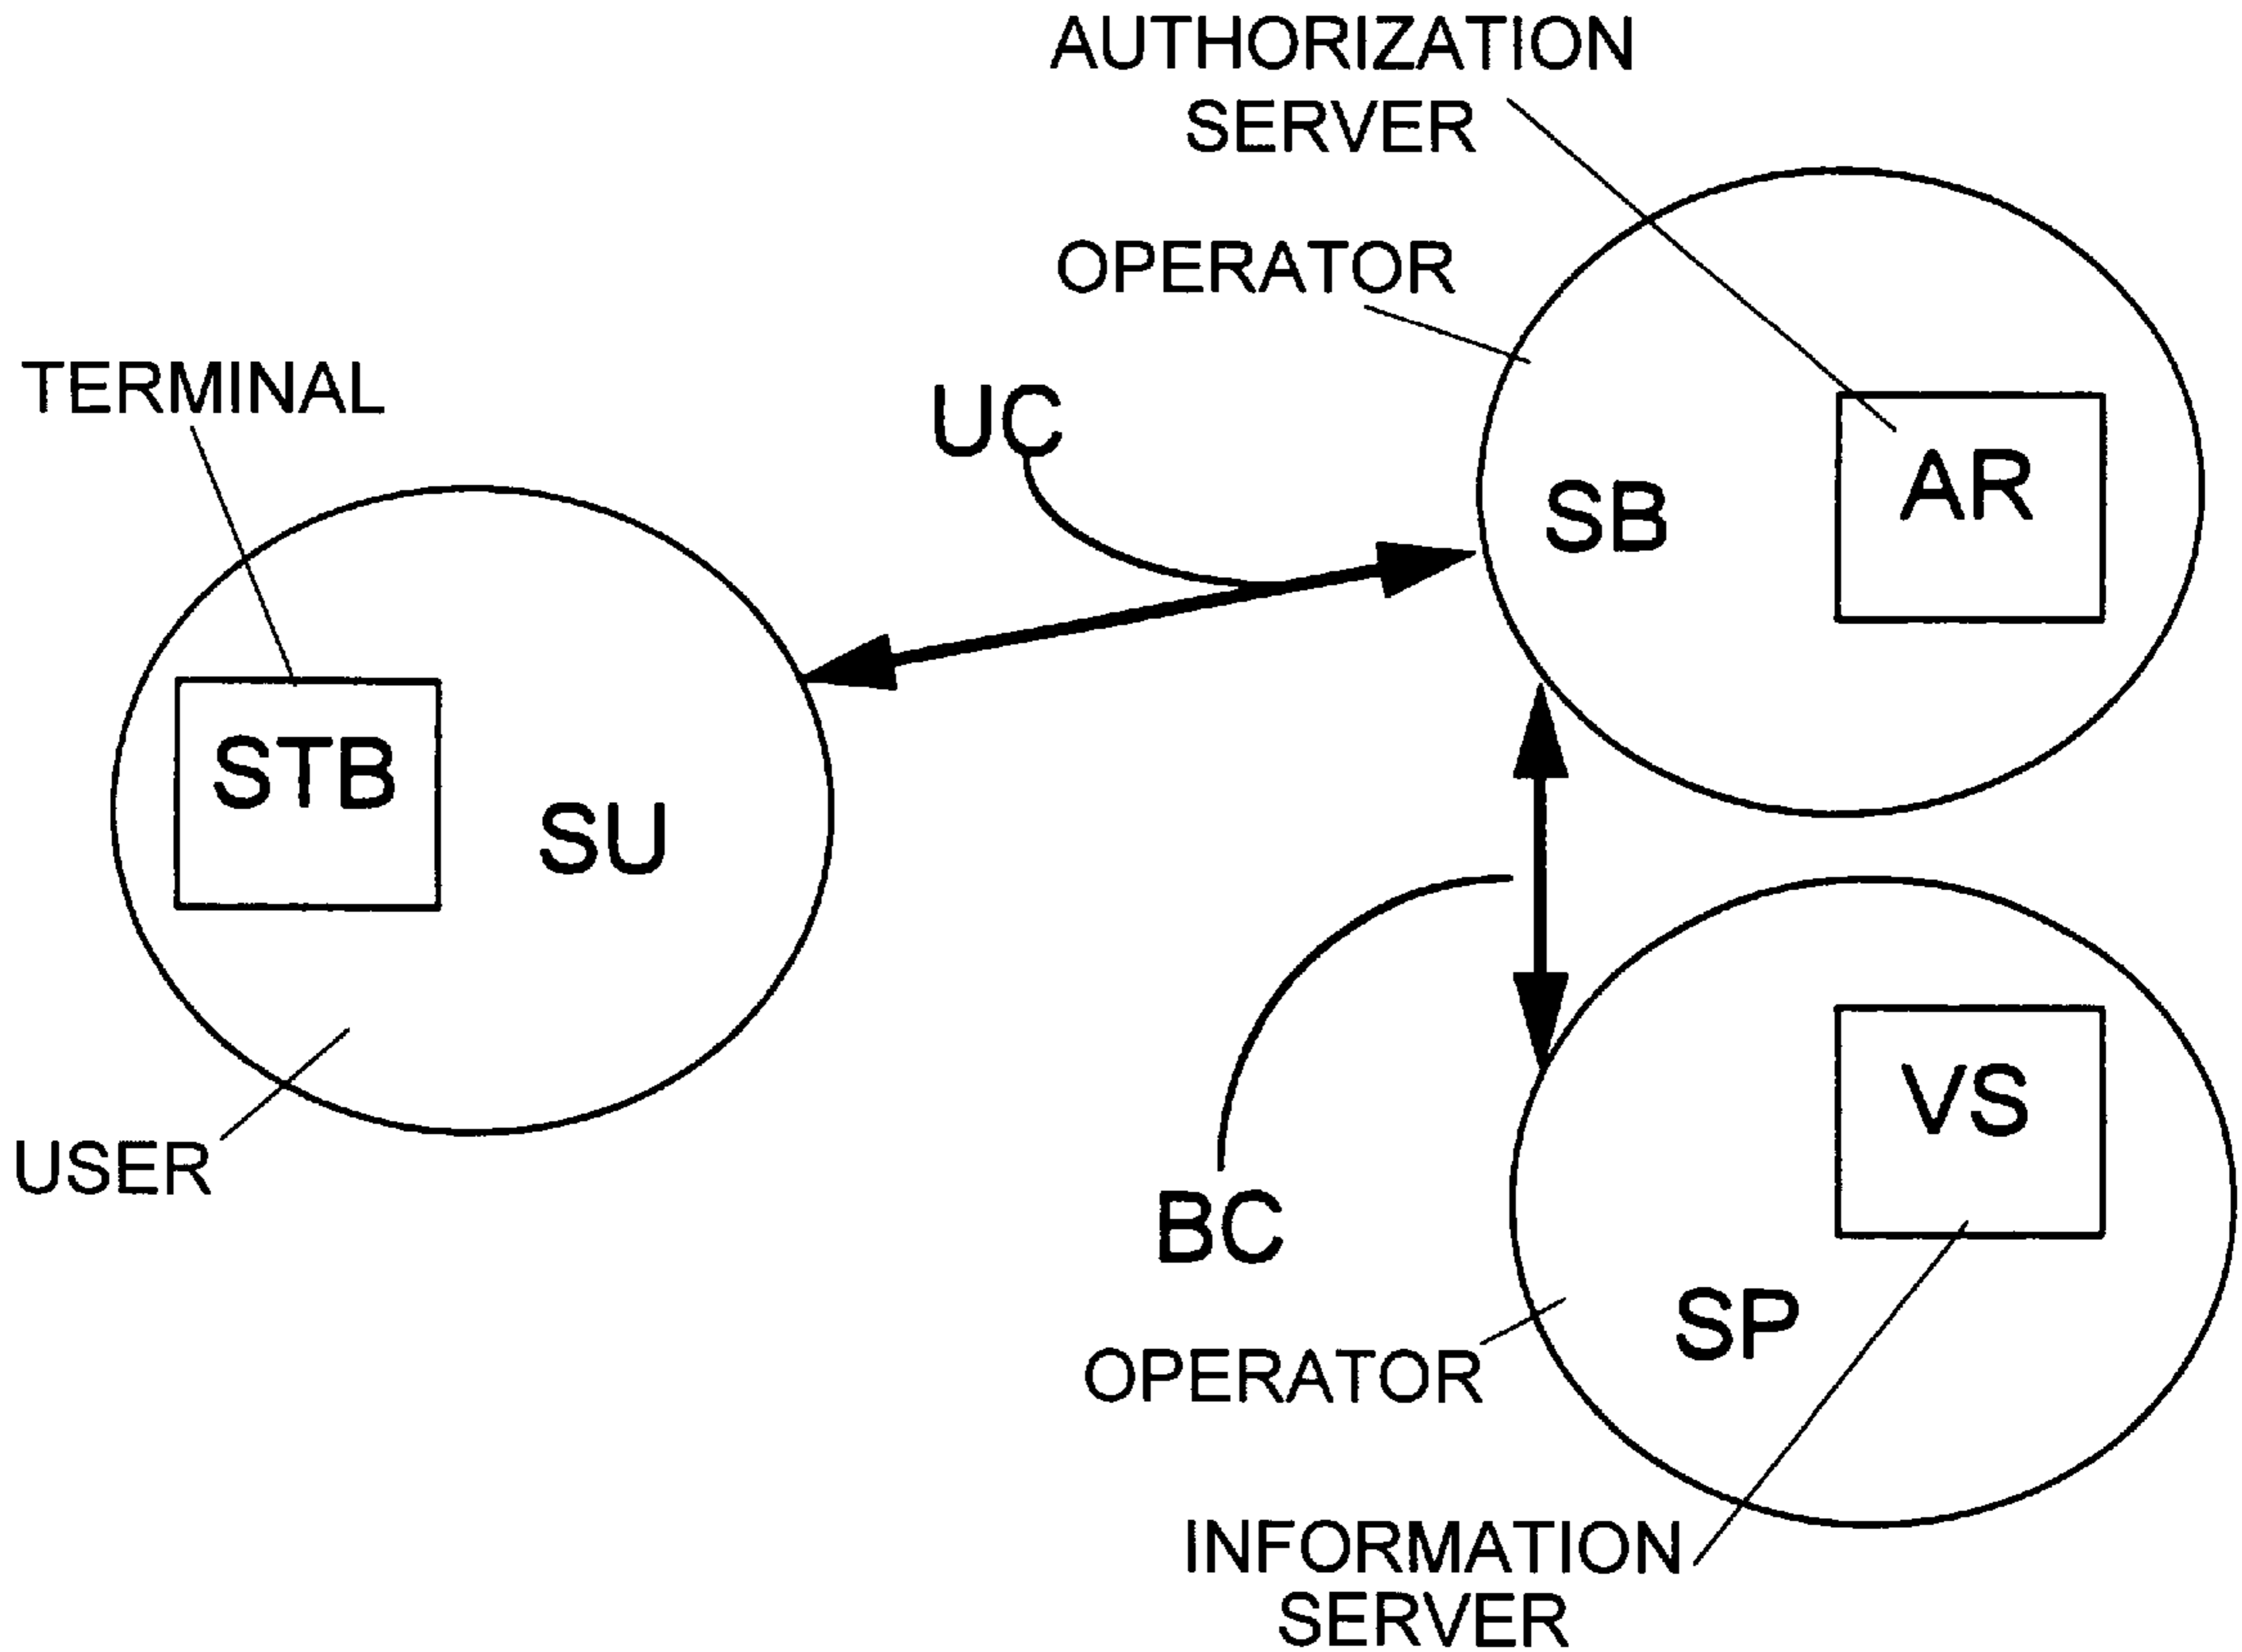 AUTHORIZATION
SERVER
OPERATOR
TERMINAL
UC
AR
SB
STB
SU
VS
USER
BC
SP
OPERATOR
INFORMATION
SERVER